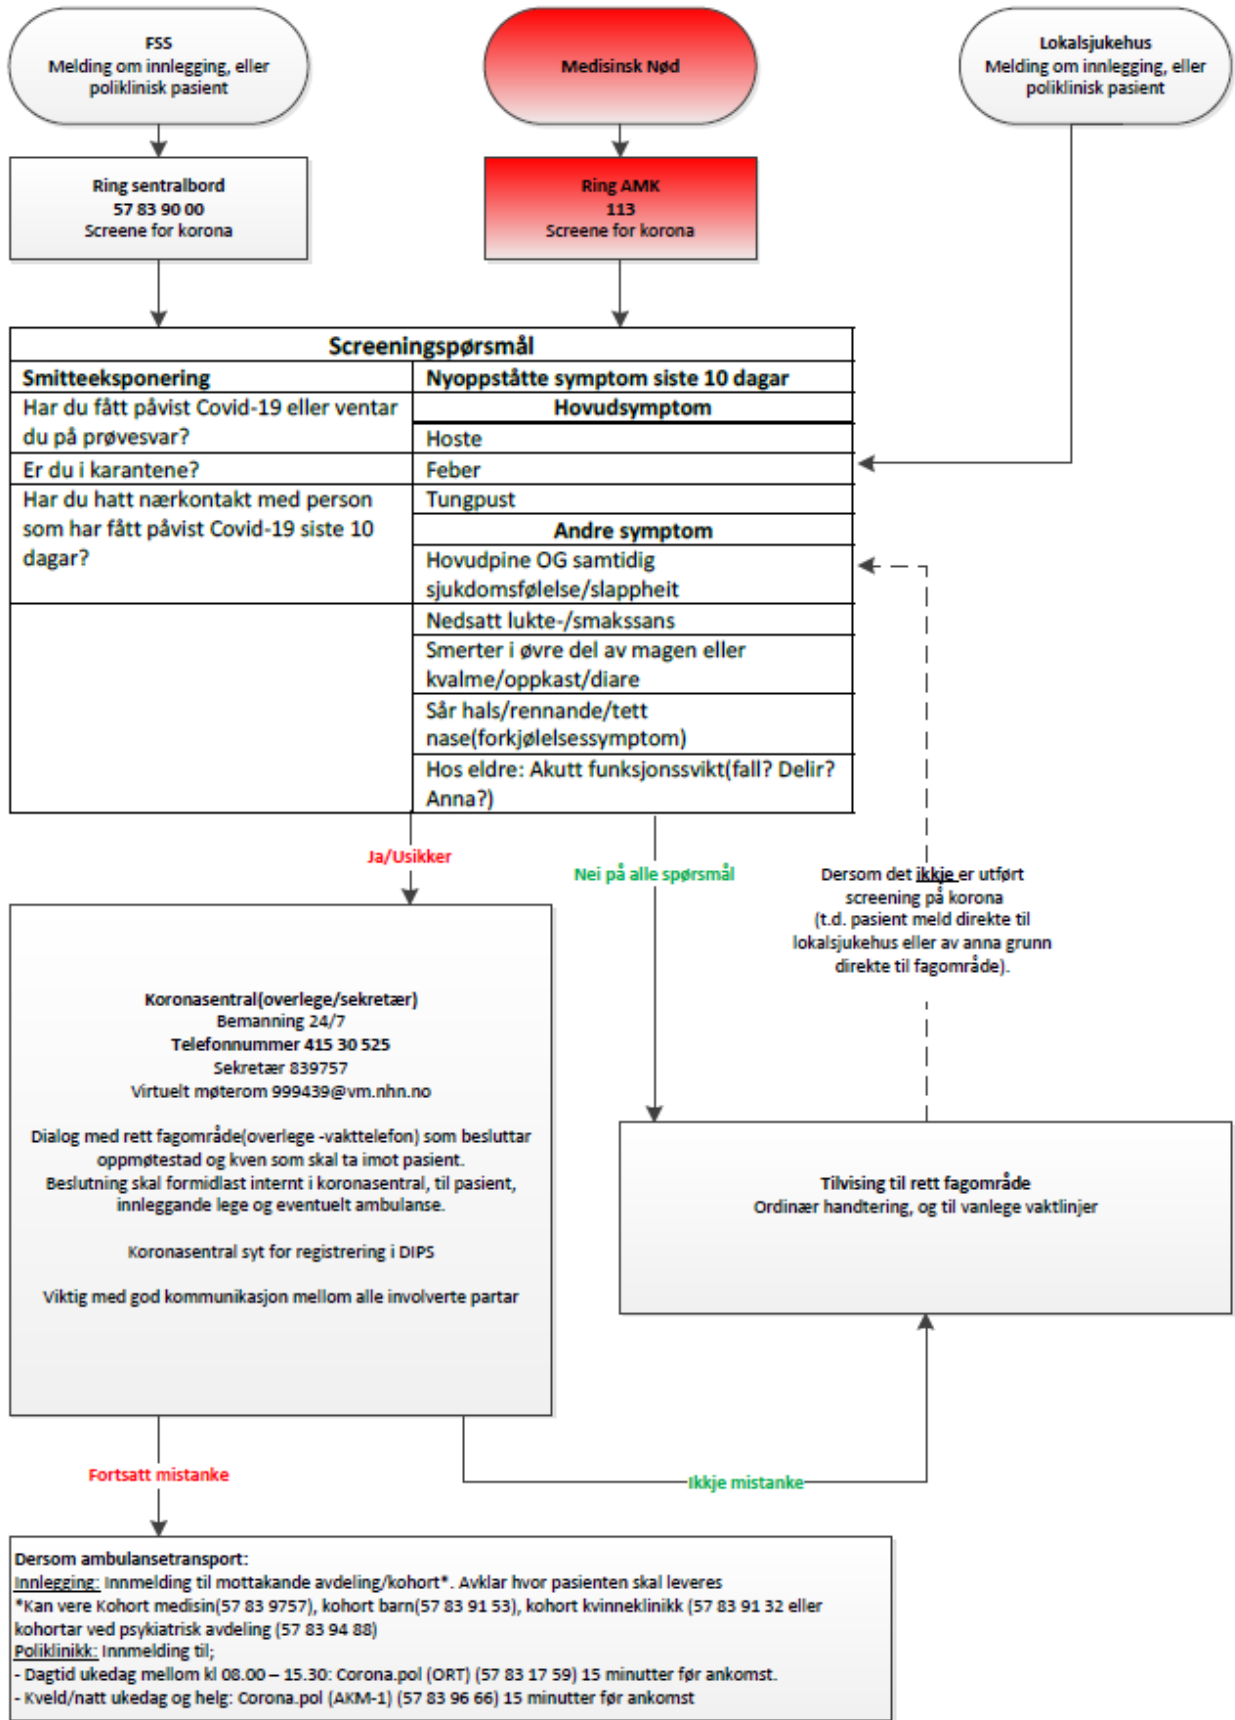 FSS
Melding om innlegging, eller
poliklinisk pasient
Medisinsk Nød
Lokalsjukehus
Melding om innlegging, eller
poliklinisk pasient
Ring sentralbord
57 83 90 00
Screene for korona
Ring AMK
113
Screene for korona
Screeningspørsmål
Smitteeksponering
Nyoppståtte symptom siste 10 dagar
Har du fått påvist Covid-19 eller ventar
du på prøvesvar?
Er du i karantene?
Har du hatt nærkontakt med person
som har fått påvist Covid-19 siste 10
dagar?
Hovudsymptom
Hoste
Feber
Tungpust
Andre symptom
Hovudpine OG samtidig
sjukdomsfølelse/slappheit
Nedsatt lukte-/smakssans
Smerter i øvre del av magen eller
kvalme/oppkast/diare
Sår hals/rennande/tett
nase(forkjølelsessymptom)
Hos eldre: Akutt funksjonssvikt(fall? Delir?
Anna?)
Ja/Usikker
Nei på alle spørsmål
Dersom det ikkje er utført
screening på korona
(t.d. pasient meld direkte til
lokalsjukehus eller av anna grunn
direkte til fagområde).
Koronasentral(overlege/sekretær)
Bemanning 24/7
Telefonnummer 415 30 525
Sekretær 839757
Virtuelt møterom 999439@vm.nhn.no
Dialog med rett fagområde(overlege -vakttelefon) som besluttar
oppmøtestad og kven som skal ta imot pasient.
Beslutning skal formidlast internt i koronasentral, til pasient,
innleggande lege og eventuelt ambulanse.
Koronasentral syt for registrering i DIPS
Viktig med god kommunikasjon mellom alle involverte partar
Tilvising til rett fagområde
Ordinær handtering, og til vanlege vaktlinjer
Fortsatt mistanke
Ikkje mistanke
Dersom ambulansetransport:
Innlegging: Innmelding til mottakande avdeling/kohort*. Avklar hvor pasienten skal leveres
*Kan vere Kohort medisin(57 83 9757), kohort barn(57 83 91 53), kohort kvinneklinikk (57 83 91 32 eller
kohortar ved psykiatrisk avdeling (57 83 94 88)
Poliklinikk: Innmelding til;
- Dagtid ukedag mellom kl 08.00 – 15.30: Corona.pol (ORT) (57 83 17 59) 15 minutter før ankomst.
- Kveld/natt ukedag og helg: Corona.pol (AKM-1) (57 83 96 66) 15 minutter før ankomst